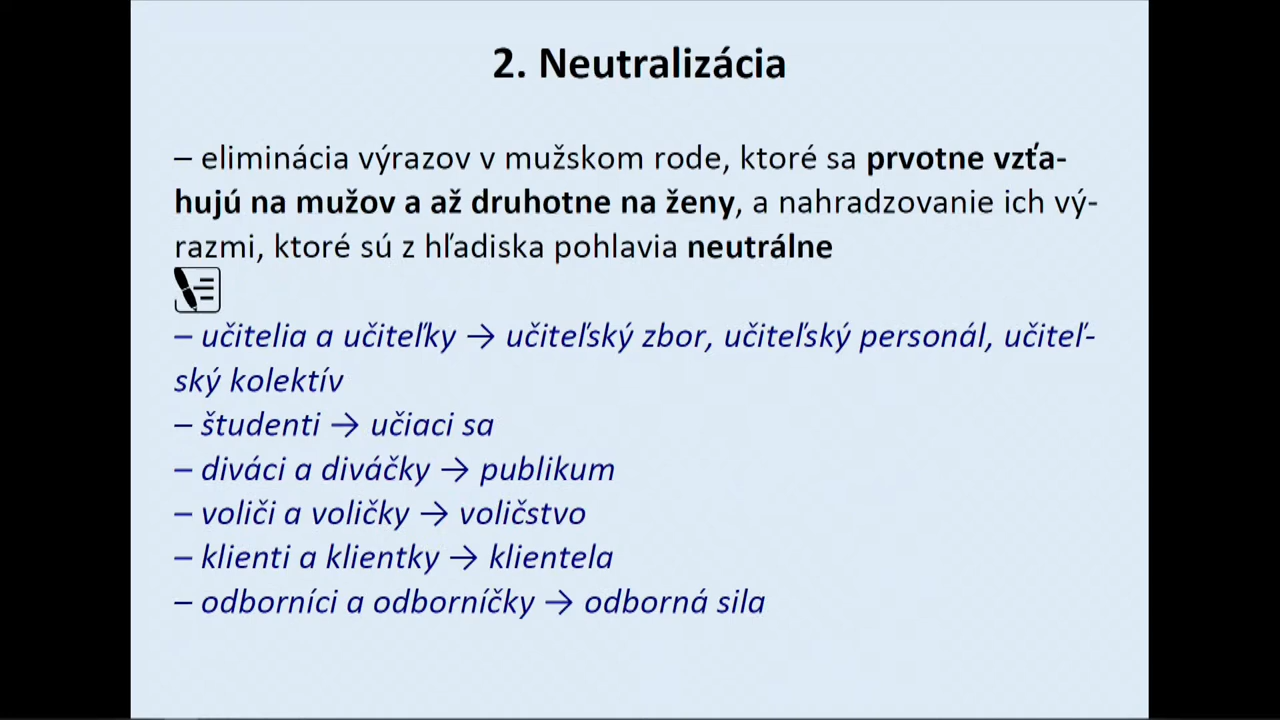 2. Neutralizácia
– eliminácia výrazov v mužskom rode, ktoré sa prvotne vzťa-
hujú na mužov a až druhotne na ženy, a nahradzovanie ich vý-
razmi, ktoré sú z hľadiska pohlavia neutrálne
– učitelia a učiteľky → učiteľský zbor, učiteľský personál, učiteľ-
ský kolektív
– študenti → učiaci sa
– diváci a diváčky → publikum
– voliči a voličky → voličstvo
– klienti a klientky → klientela
– odborníci a odborníčky → odborná sila